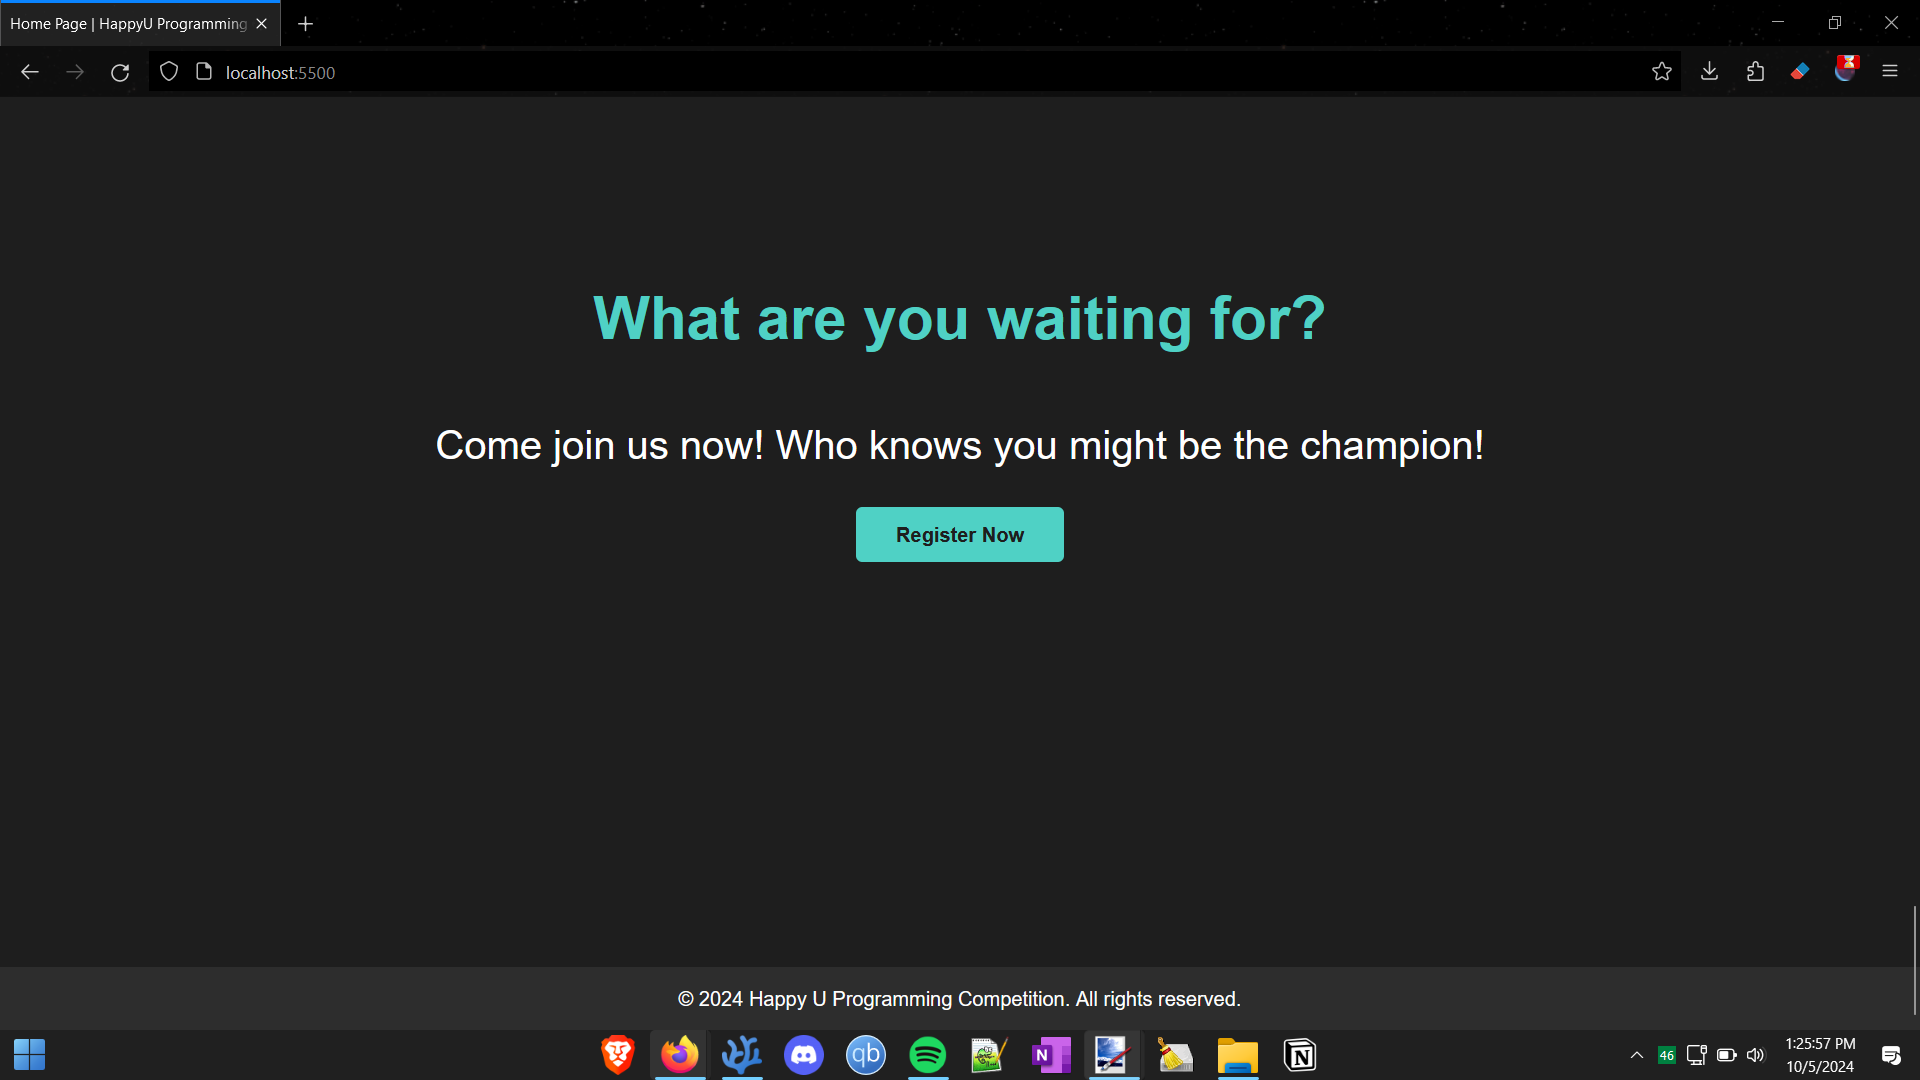 Home Page | HappyU Programming
localhost:5500
What are you waiting for?
Come join us now! Who knows you might be the champion!
Register Now
© 2024 Happy U Programming Competition. All rights reserved.
qb
N
N
46
1:25:57 PM
10/5/2024